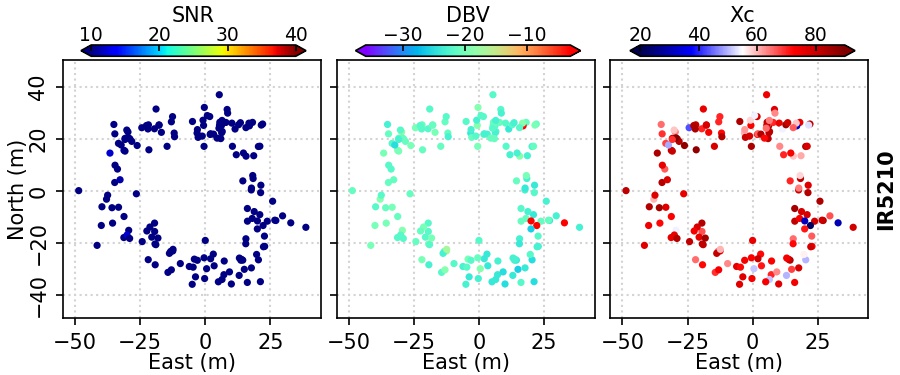 SNR DBV Xc
10 20 30 40 −30 −20 −10 20 40 60 80
40
20
0
−20
−40
North (m)
−50 −25 0 25 −50 −25 0 25 −50 −25 0 25
East (m) East (m) East (m)
IR5210